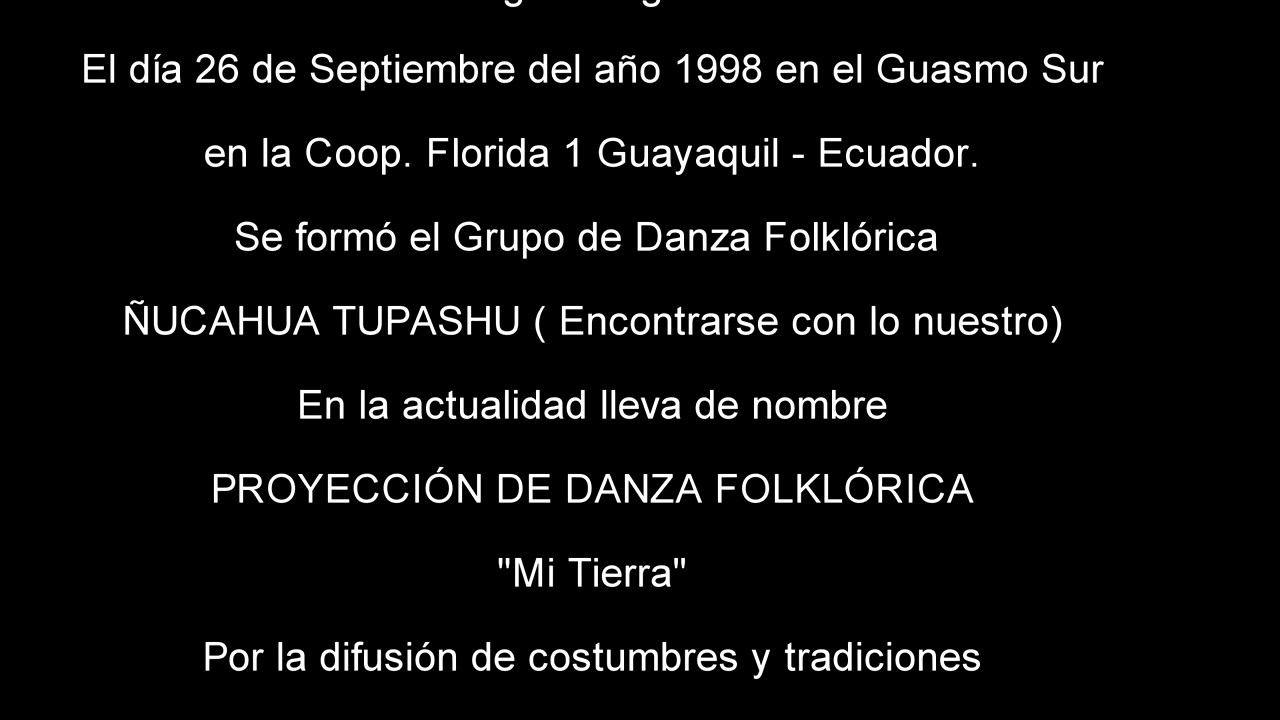 El día 26 de Septiembre del año 1998 en el Guasmo Sur
en la Coop. Florida 1 Guayaquil - Ecuador.
Se formó el Grupo de Danza Folklórica
ÑUCAHUA TUPASHU ( Encontrarse con lo nuestro)
En la actualidad lleva de nombre
PROYECCIÓN DE DANZA FOLKLÓRICA
"Mi Tierra"
Por la difusión de costumbres y tradiciones